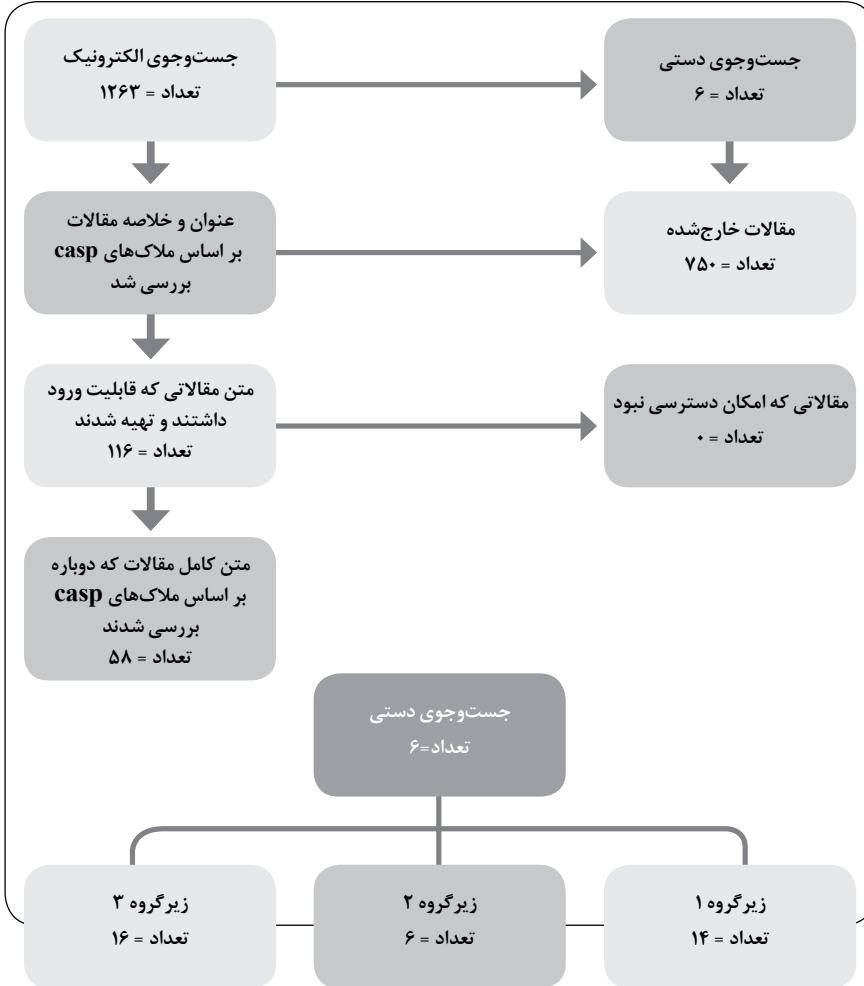 جست‌وجوی الکترونیک
تعداد = ۱۲۶۳
جست‌وجوی دستی
تعداد = ۶
عنوان و خلاصه مقالات
بر اساس ملاک‌های casp
بررسی شد
مقالات خارج‌شده
تعداد = ۷۵۰
متن مقالاتی که قابلیت ورود
داشتند و تهیه شدند
تعداد = ۱۱۶
مقالاتی که امکان دسترسی نبود
تعداد = ۰
متن کامل مقالات که دوباره
بر اساس ملاک‌های casp
بررسی شدند
تعداد = ۵۸
جست‌وجوی دستی
تعداد=۶
زیرگروه ۱
تعداد = ۱۴
زیرگروه ۲
تعداد = ۶
زیرگروه ۳
تعداد = ۱۶